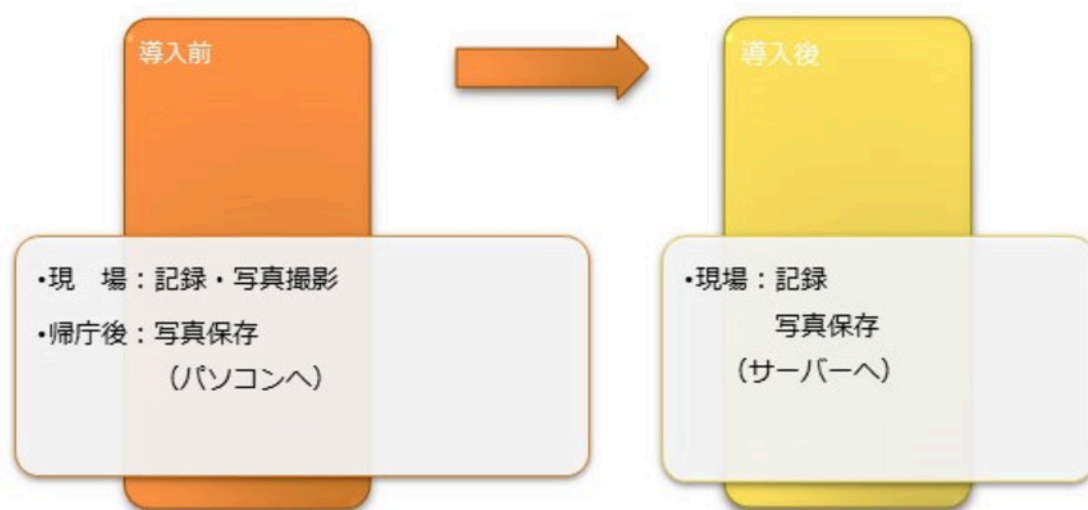 導入前
•現　場：記録・写真撮影
•帰庁後：写真保存
（パソコンへ）
導入後
•現場：記録
写真保存
（サーバーへ）